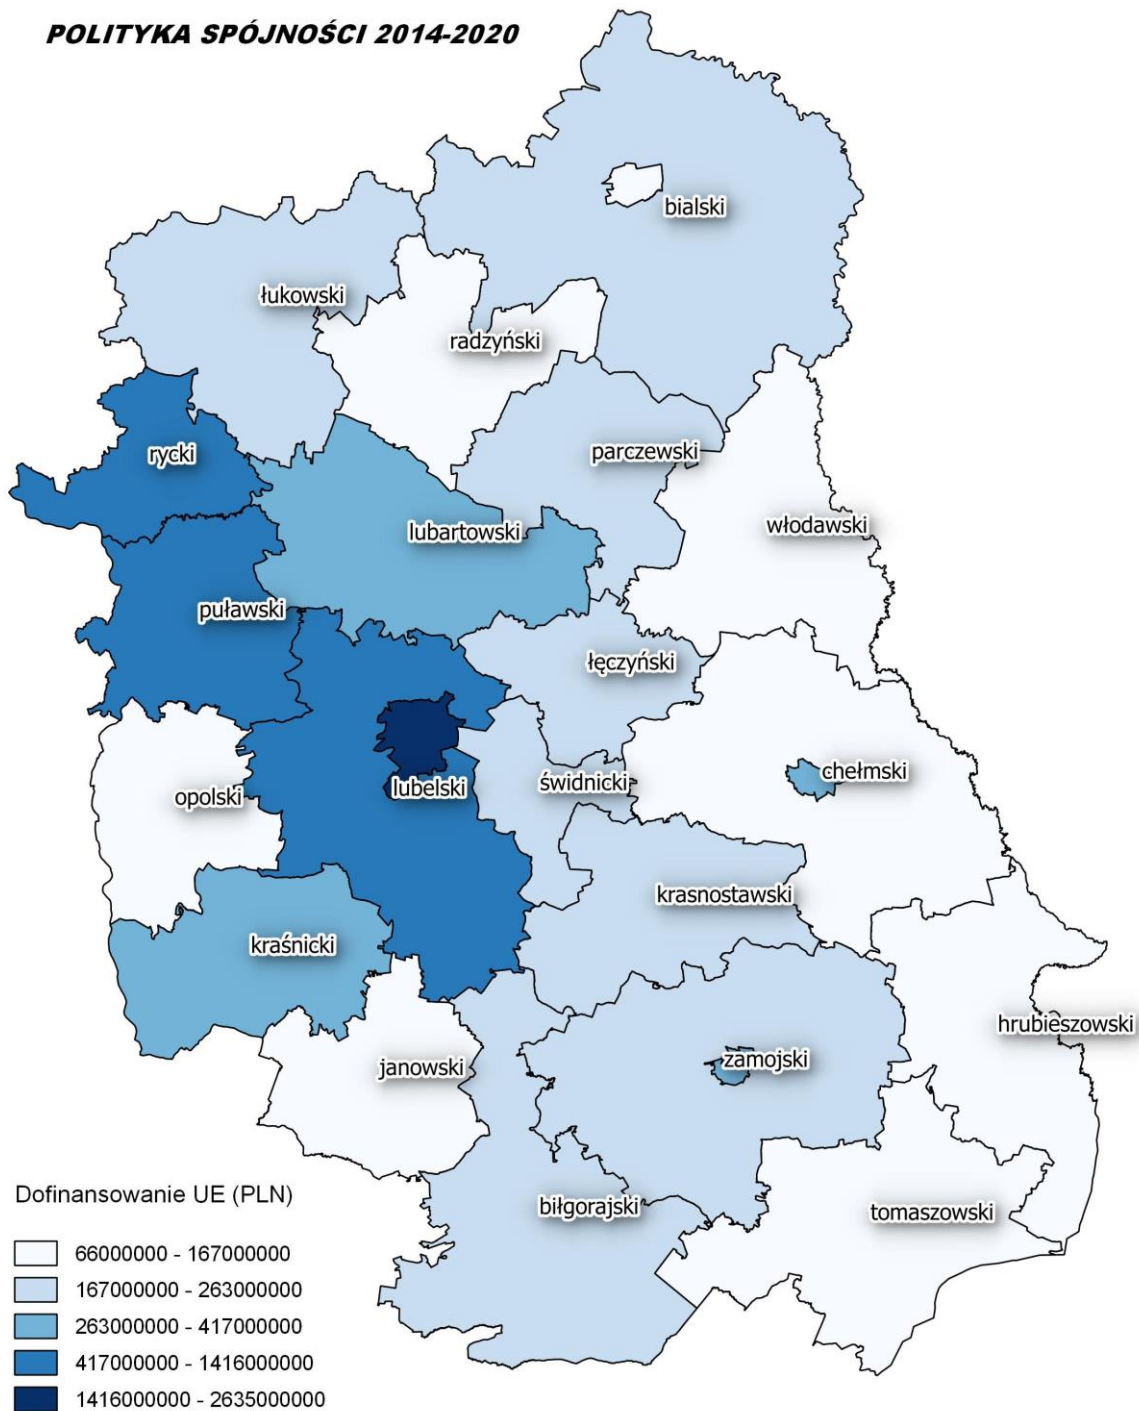 POLITYKA SPÓJNOŚCI 2014-2020
bialski
łukowski
radzyński
rycki
parczewski
włodawski
lubartowski
puławski
łęczyński
chełmski
świdnicki
lubelski
opolski
krasnostawski
kraśnicki
hrubieszowski
zamojski
janowski
biłgorajski
tomaszowski
Dofinansowanie UE (PLN)
66000000 - 167000000
167000000 - 263000000
263000000 - 417000000
417000000 - 1416000000
1416000000 - 2635000000